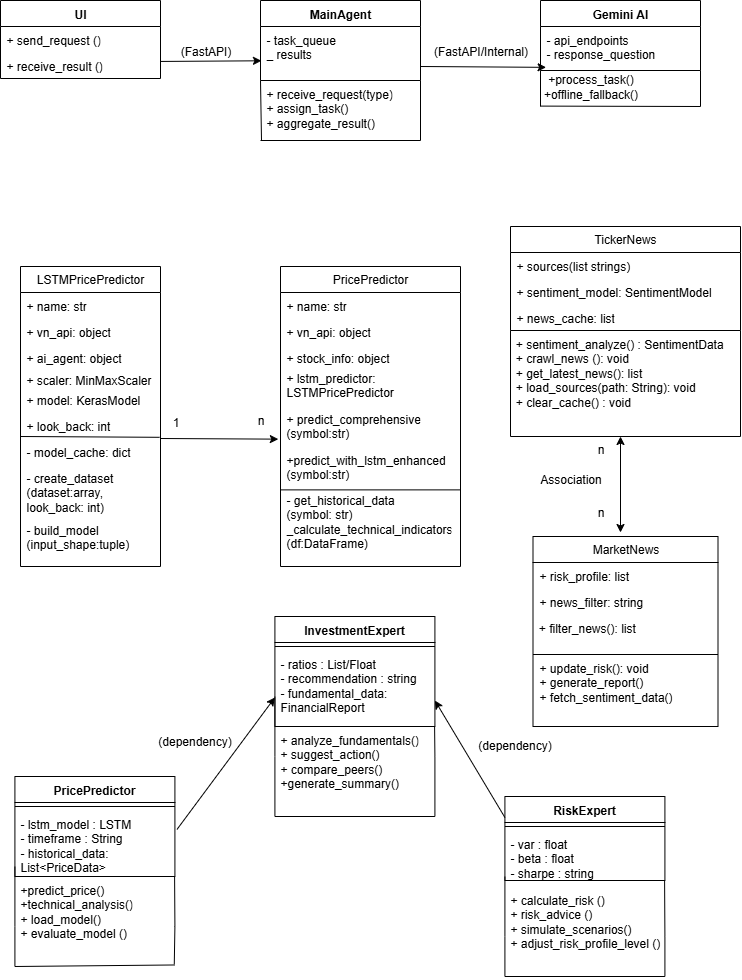 UI
+ send_request ()
+ receive_result ()
(FastAPI)
MainAgent
- task_queue
_ results
+ receive_request(type)
+ assign_task()
+ aggregate_result()
(FastAPI/Internal)
Gemini AI
- api_endpoints
- response_question
+process_task()
+offline_fallback()
LSTMPricePredictor
+ name: str
+ vn_api: object
+ ai_agent: object
+ scaler: MinMaxScaler
+ model: KerasModel
+ look_back: int
- model_cache: dict
- create_dataset
(dataset:array,
look_back: int)
- build_model
(input_shape:tuple)
1
n
PricePredictor
+ name: str
+ vn_api: object
+ stock_info: object
+ lstm_predictor:
LSTMPricePredictor
+ predict_comprehensive
(symbol:str)
+predict_with_lstm_enhanced
(symbol:str)
- get_historical_data
(symbol: str)
_calculate_technical_indicators
(df:DataFrame)
TickerNews
+ sources(list strings)
+ sentiment_model: SentimentModel
+ news_cache: list
+ sentiment_analyze() : SentimentData
+ crawl_news (): void
+ get_latest_news(): list
+ load_sources(path: String): void
+ clear_cache() : void
n
Association
n
MarketNews
+ risk_profile: list
+ news_filter: string
+ filter_news(): list
+ update_risk(): void
+ generate_report()
+ fetch_sentiment_data()
InvestmentExpert
- ratios : List/Float
- recommendation : string
- fundamental_data:
FinancialReport
+ analyze_fundamentals()
+ suggest_action()
+ compare_peers()
+generate_summary()
(dependency)
(dependency)
PricePredictor
- lstm_model : LSTM
- timeframe : String
- historical_data:
List<PriceData>
+predict_price()
+technical_analysis()
+ load_model()
+ evaluate_model ()
RiskExpert
- var : float
- beta : float
- sharpe : string
+ calculate_risk ()
+ risk_advice ()
+ simulate_scenarios()
+ adjust_risk_profile_level ()